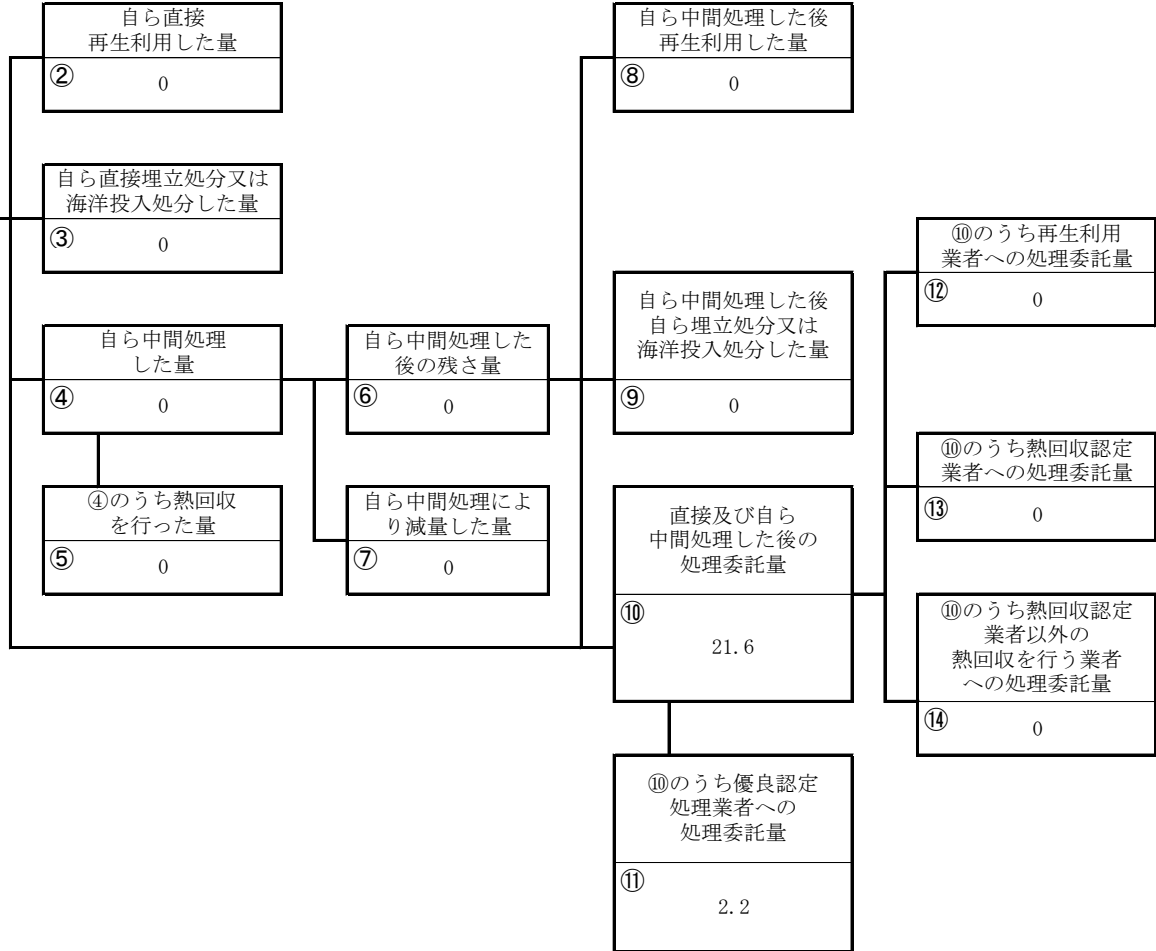 自ら直接
再生利用した量
② 0
自ら中間処理した後
再生利用した量
⑧ 0
自ら直接埋立処分又は
海洋投入処分した量
③ 0
⑩のうち再生利用
業者への処理委託量
⑫ 0
自ら中間処理した後
自ら埋立処分又は
海洋投入処分した量
⑨ 0
自ら中間処理
した量
④ 0
自ら中間処理した
後の残さ量
⑥ 0
⑩のうち熱回収認定
業者への処理委託量
⑬ 0
④のうち熱回収
を行った量
⑤ 0
自ら中間処理によ
り減量した量
⑦ 0
直接及び自ら
中間処理した後の
処理委託量
⑩
21.6
⑩のうち熱回収認定
業者以外の
熱回収を行う業者
への処理委託量
⑭ 0
⑩のうち優良認定
処理業者への
処理委託量
⑪
2.2